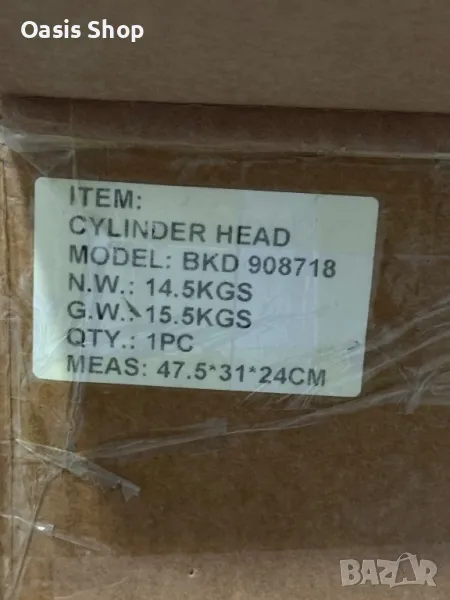 Oasis Shop
ITEM:
CYLINDER HEAD
MODEL: BKD 908718
N.W.: 14.5KGS
G.W.: 15.5KGS
QTY.: 1PC
MEAS: 47.5*31*24CM
BAZAR